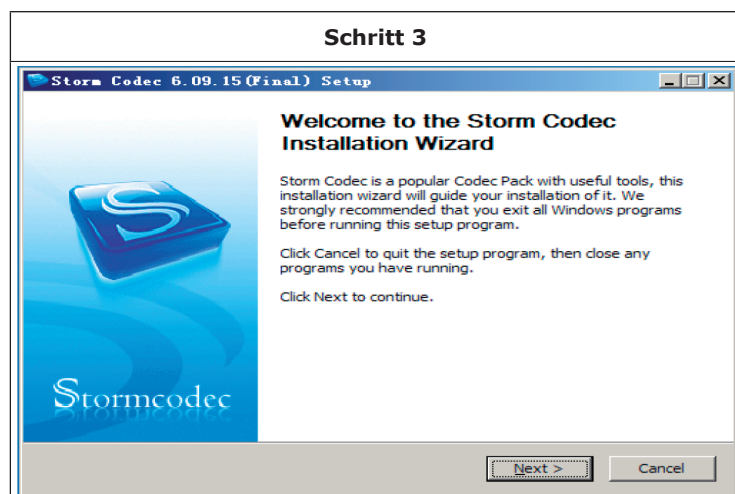 Schritt 3
Storm Codec 6.09.15(Final) Setup
Welcome to the Storm Codec
Installation Wizard
Storm Codec is a popular Codec Pack with useful tools, this
installation wizard will guide your installation of it. We
strongly recommended that you exit all Windows programs
before running this setup program.
Click Cancel to quit the setup program, then close any
programs you have running.
Click Next to continue.
Stormcodec
Next >
Cancel